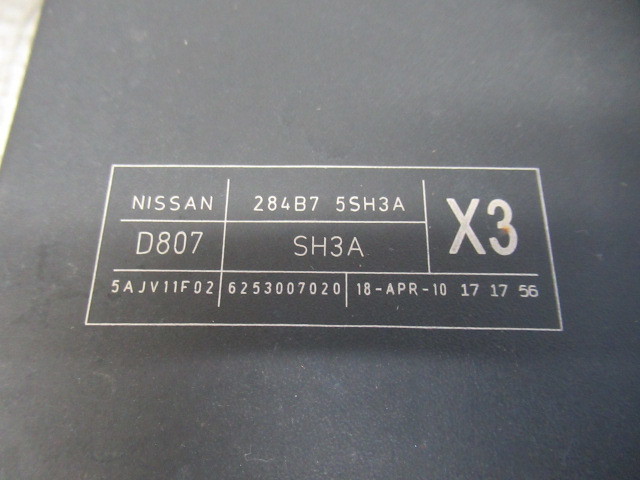 NISSAN 284B7 5SH3A X3
D807 SH3A
5AJV11F02 6253007020 18-APR-10 17 17 56